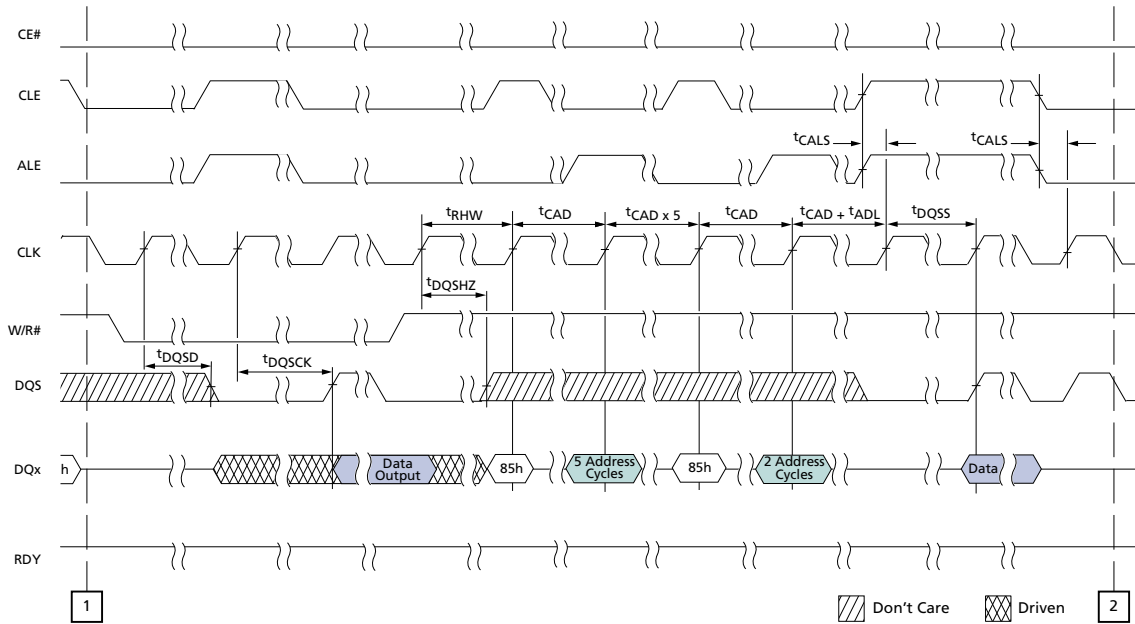 CE#
CLE
tCALS
tCALS
ALE
tRHW
tCAD
tCAD x 5
tCAD
tCAD + tADL
tDQSS
CLK
tDQSHZ
W/R#
tDQSD
tDQSCK
DQS
h
Data
Output
85h
5 Address
Cycles
85h
2 Address
Cycles
Data
DQx
RDY
1
Don't Care
Driven
2